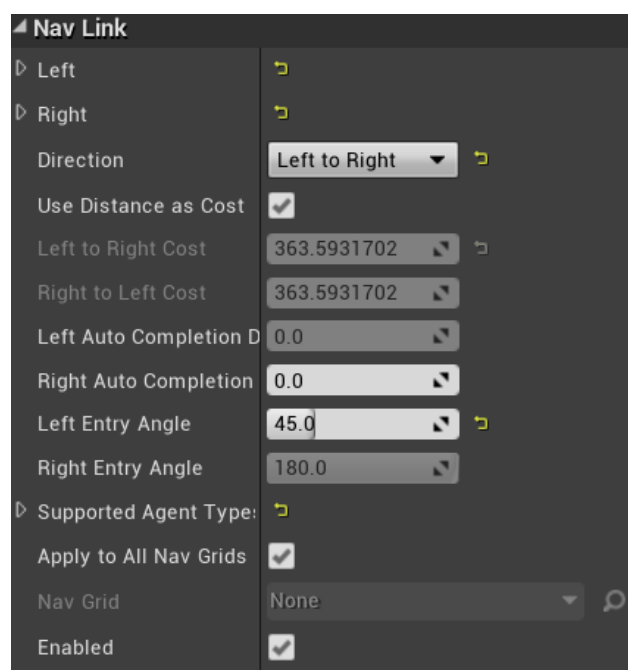 Nav Link
Left
Right
Direction Left to Right
Use Distance as Cost
Left to Right Cost 363.5931702
Right to Left Cost 363.5931702
Left Auto Completion D 0.0
Right Auto Completion 0.0
Left Entry Angle 45.0
Right Entry Angle 180.0
Supported Agent Types
Apply to All Nav Grids
Nav Grid None
Enabled